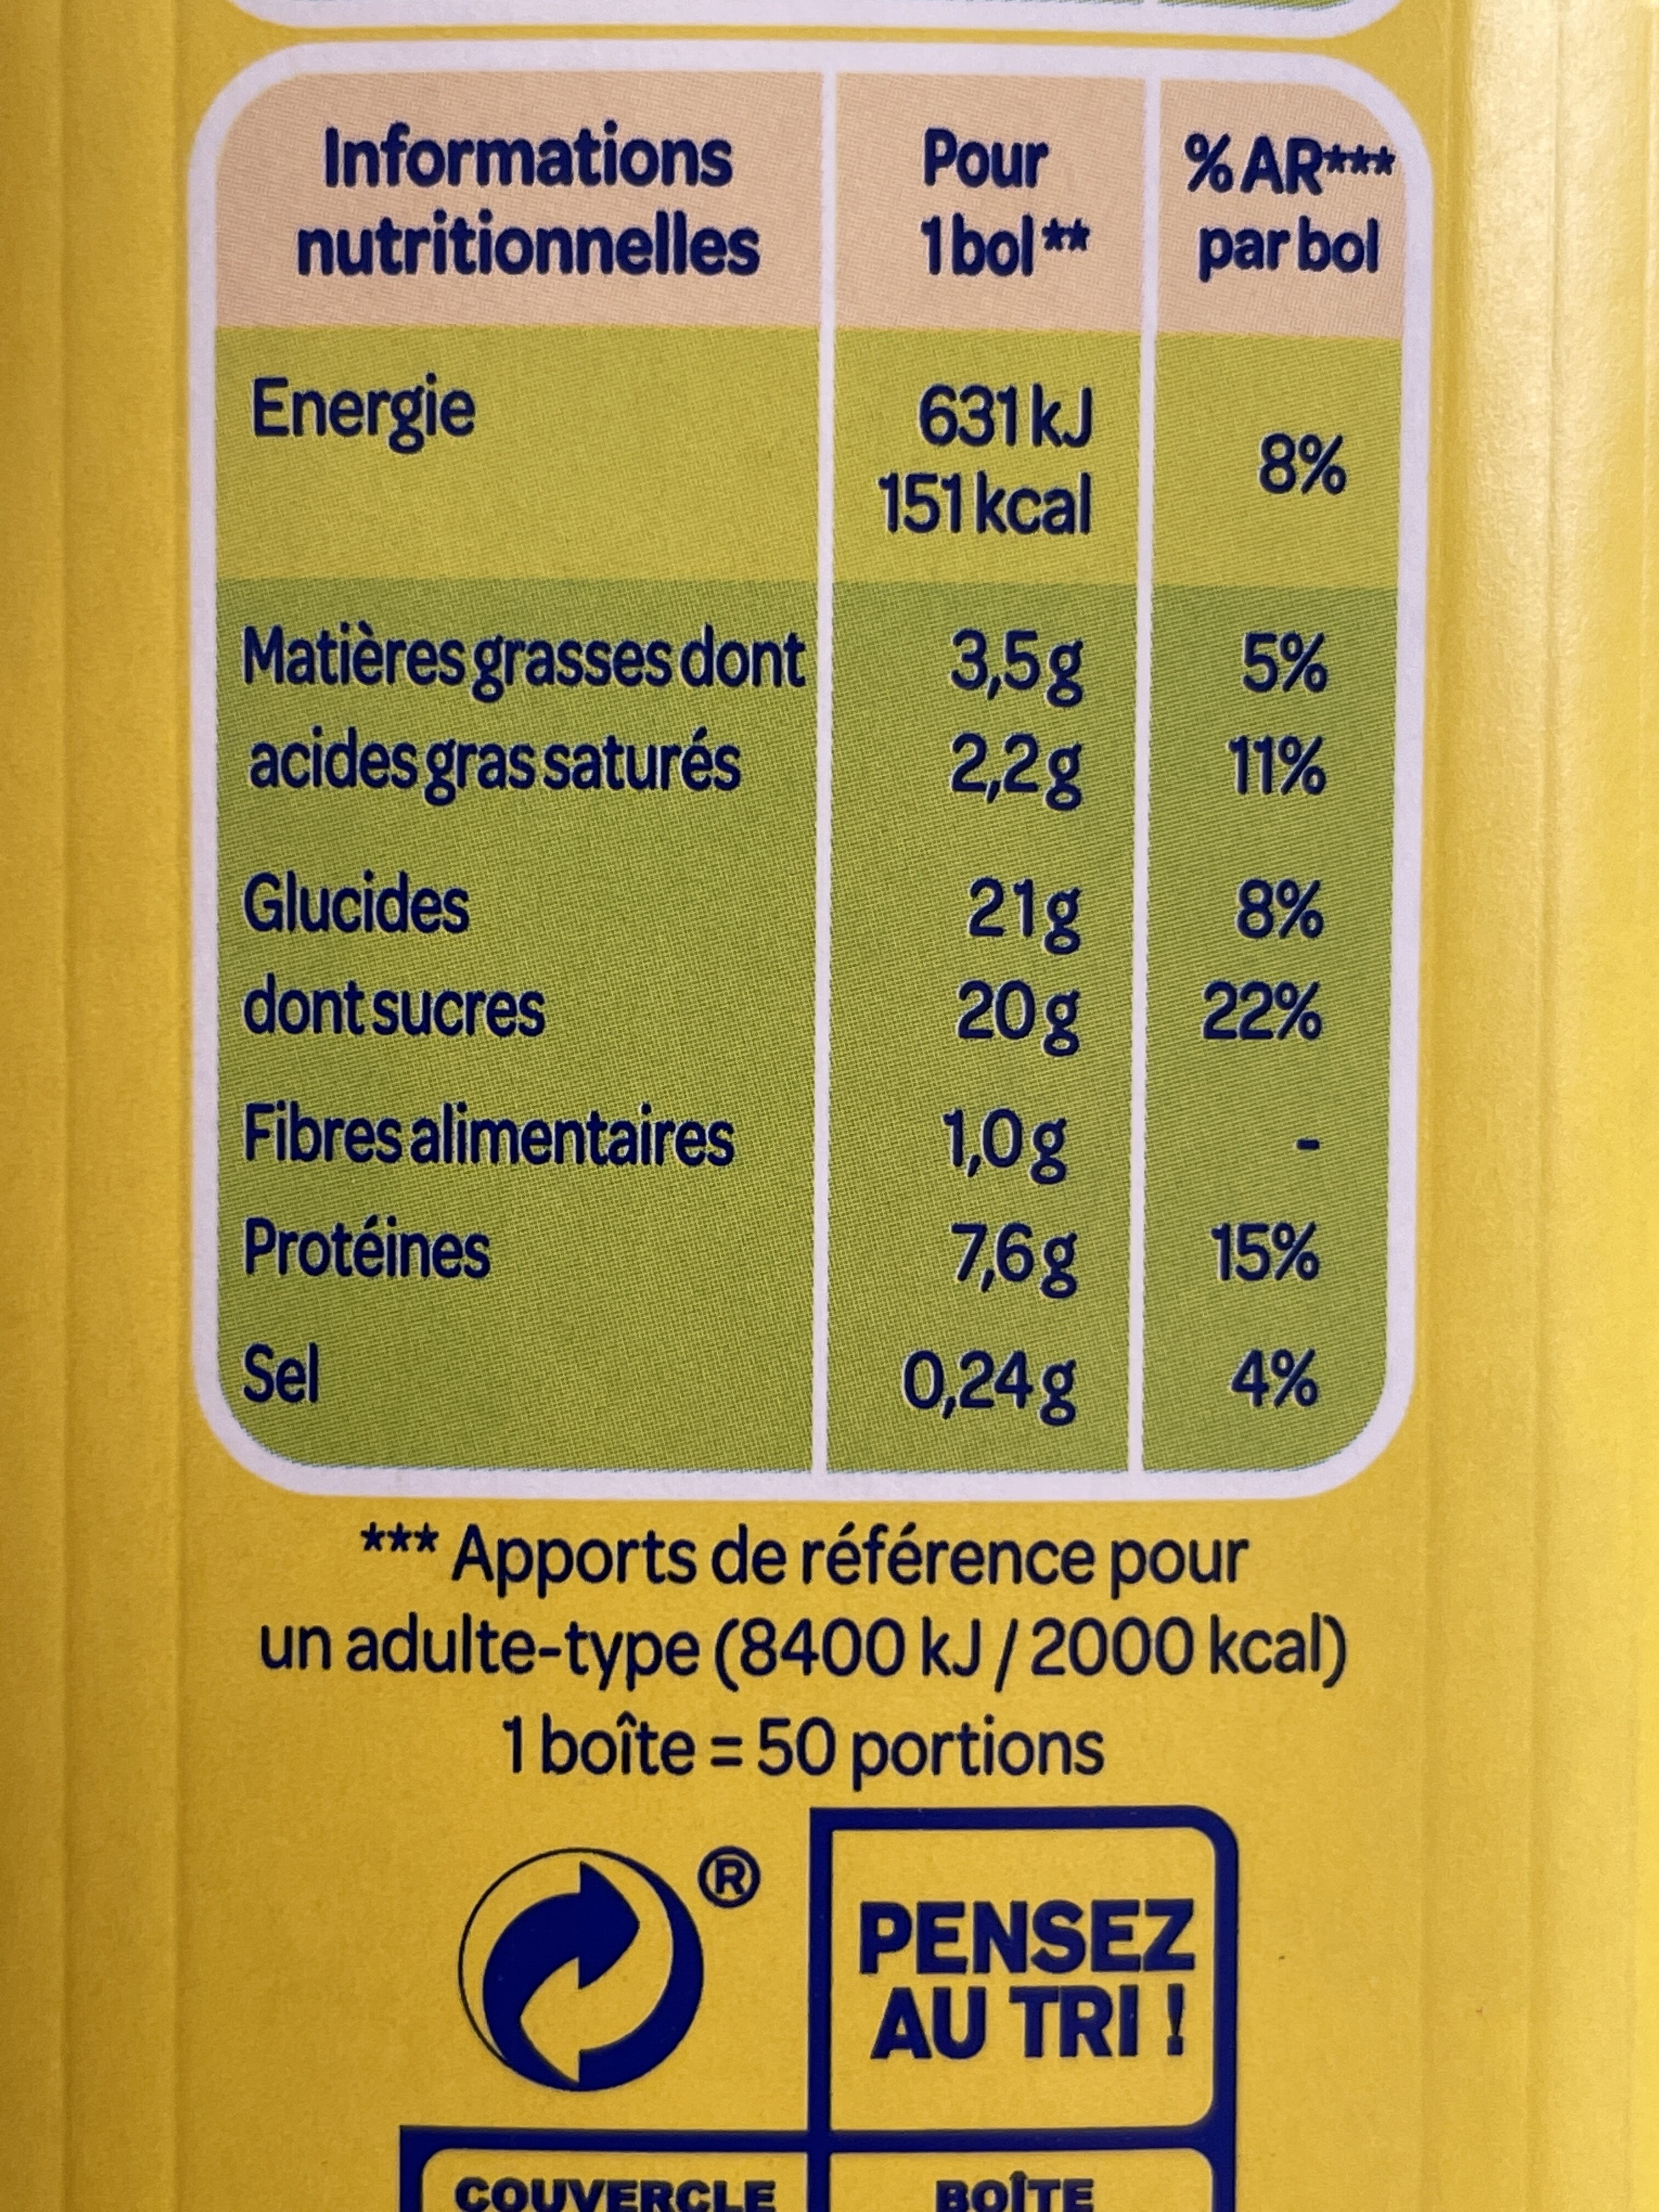 Informations nutritionnelles Pour 1 bol** % AR*** par bol
Energie 631 kJ 151 kcal 8%
Matières grasses dont 3,5 g 5%
acides gras saturés 2,2 g 11%
Glucides 21 g 8%
dont sucres 20 g 22%
Fibres alimentaires 1,0 g -
Protéines 7,6 g 15%
Sel 0,24 g 4%
*** Apports de référence pour
un adulte-type (8400 kJ / 2000 kcal)
1 boîte = 50 portions
®
PENSEZ
AU TRI !
COUVERCLE BOÎTE